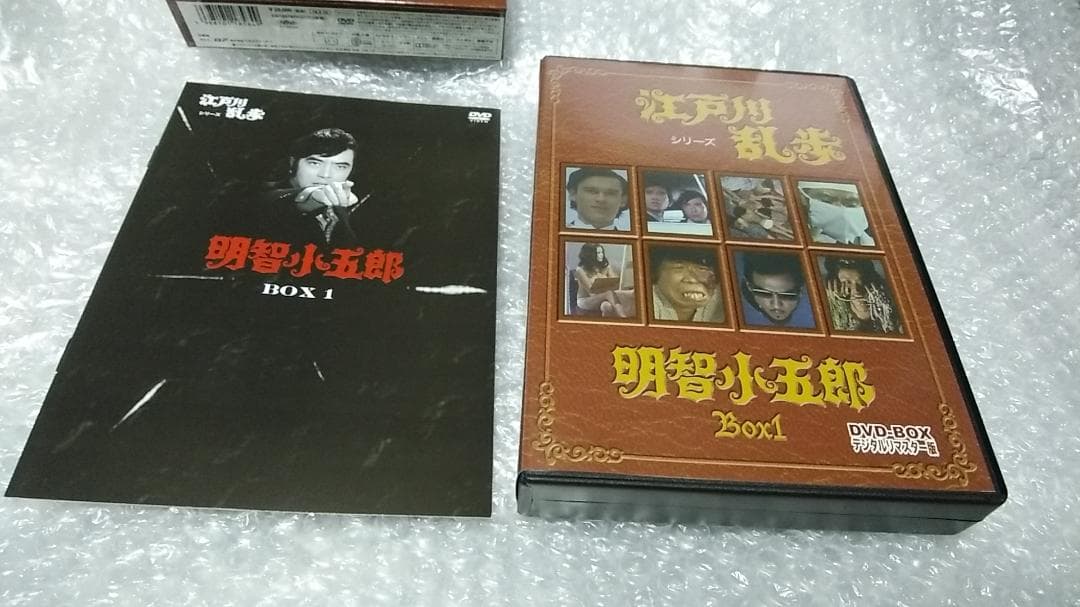 江戸川
シリーズ 乱歩
DVD
VIDEO
明智小五郎
BOX 1
江戸川
シリーズ 乱歩
明智小五郎
Box1
DVD-BOX
デジタルリマスター版